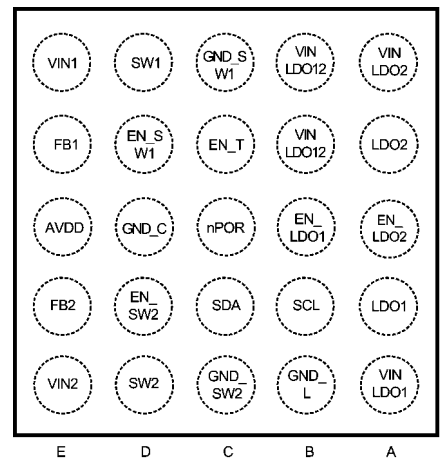 VIN1
SW1
GND_S
W1
VIN
LDO12
VIN
LDO2
FB1
EN_S
W1
EN_T
VIN
LDO12
LDO2
AVDD
GND_C
nPOR
EN_
LDO1
EN_
LDO2
FB2
EN_
SW2
SDA
SCL
LDO1
VIN2
SW2
GND_
SW2
GND_
L
VIN
LDO1
E
D
C
B
A